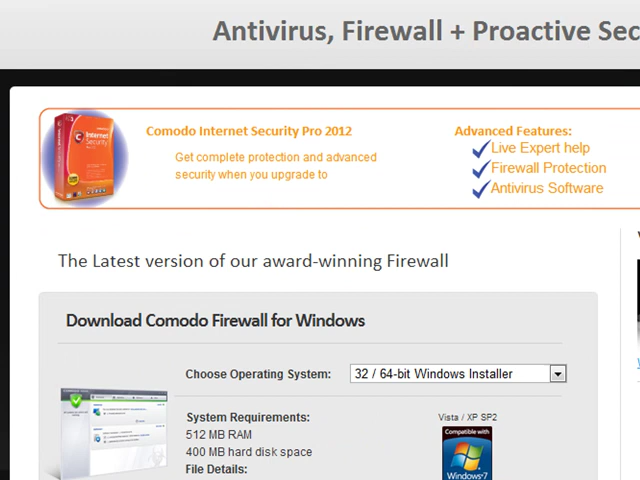 Antivirus, Firewall + Proactive Sec
Comodo Internet Security Pro 2012
Get complete protection and advanced
security when you upgrade to
Advanced Features:
Live Expert help
Firewall Protection
Antivirus Software
Internet
Security
The Latest version of our award-winning Firewall
Download Comodo Firewall for Windows
Choose Operating System:
32 / 64-bit Windows Installer
System Requirements:
512 MB RAM
400 MB hard disk space
File Details:
Vista / XP SP2
Compatible with
Windows 7